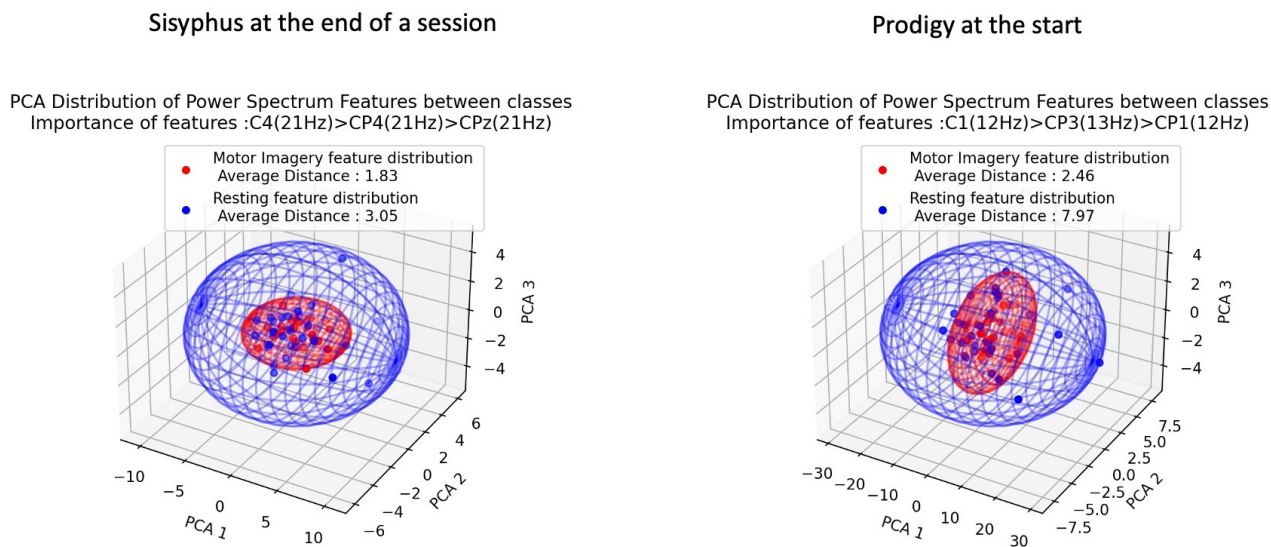 Sisyphus at the end of a session
PCA Distribution of Power Spectrum Features between classes
Importance of features :C4(21Hz)>CP4(21Hz)>CPz(21Hz)
Motor Imagery feature distribution
Average Distance : 1.83
Resting feature distribution
Average Distance : 3.05
4
2
0
−2
−4
PCA 3
6
4
2
0
−2
−4
−6
PCA 2
−10
−5
0
5
10
PCA 1
Prodigy at the start
PCA Distribution of Power Spectrum Features between classes
Importance of features :C1(12Hz)>CP3(13Hz)>CP1(12Hz)
Motor Imagery feature distribution
Average Distance : 2.46
Resting feature distribution
Average Distance : 7.97
4
2
0
−2
−4
PCA 3
7.5
5.0
2.5
0.0
−2.5
−5.0
−7.5
PCA 2
−30
−20
−10
0
10
20
30
PCA 1